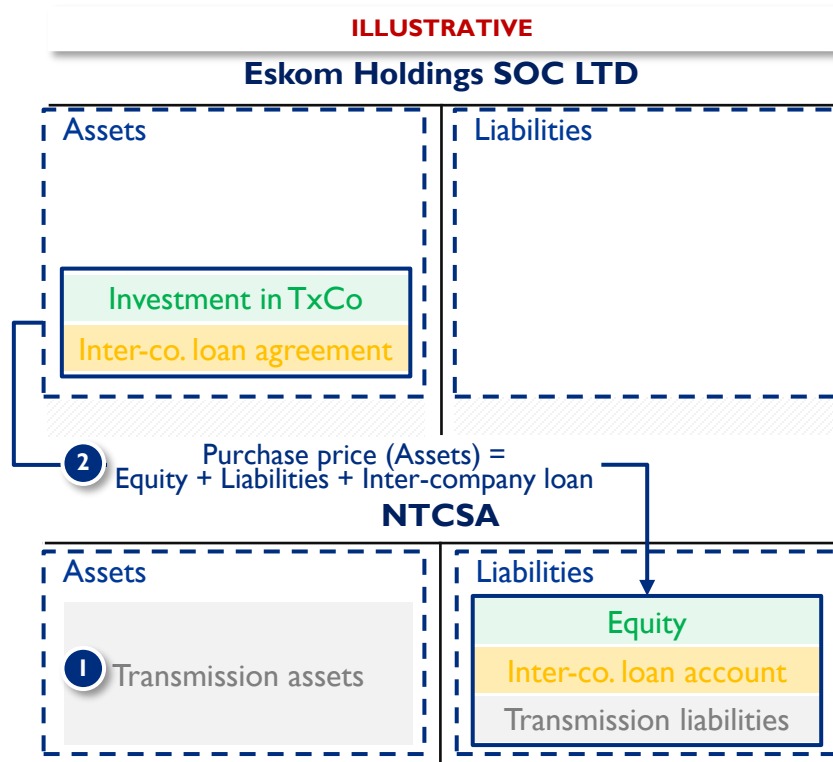 ILLUSTRATIVE
Eskom Holdings SOC LTD
Assets
Liabilities
Investment in TxCo
Inter-co. loan agreement
2
Purchase price (Assets) =
Equity + Liabilities + Inter-company loan
NTCSA
Assets
Liabilities
1
Transmission assets
Equity
Inter-co. loan account
Transmission liabilities